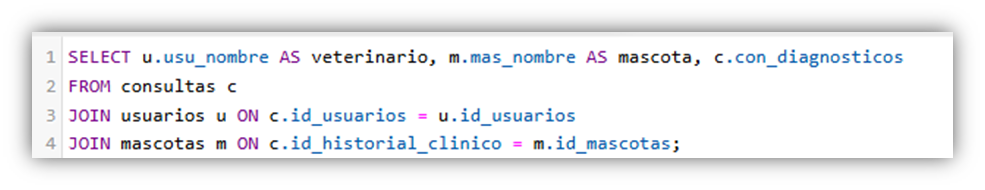 1 SELECT u.usu_nombre AS veterinario, m.mas_nombre AS mascota, c.con_diagnosticos
2 FROM consultas c
3 JOIN usuarios u ON c.id_usuarios = u.id_usuarios
4 JOIN mascotas m ON c.id_historial_clinico = m.id_mascotas;